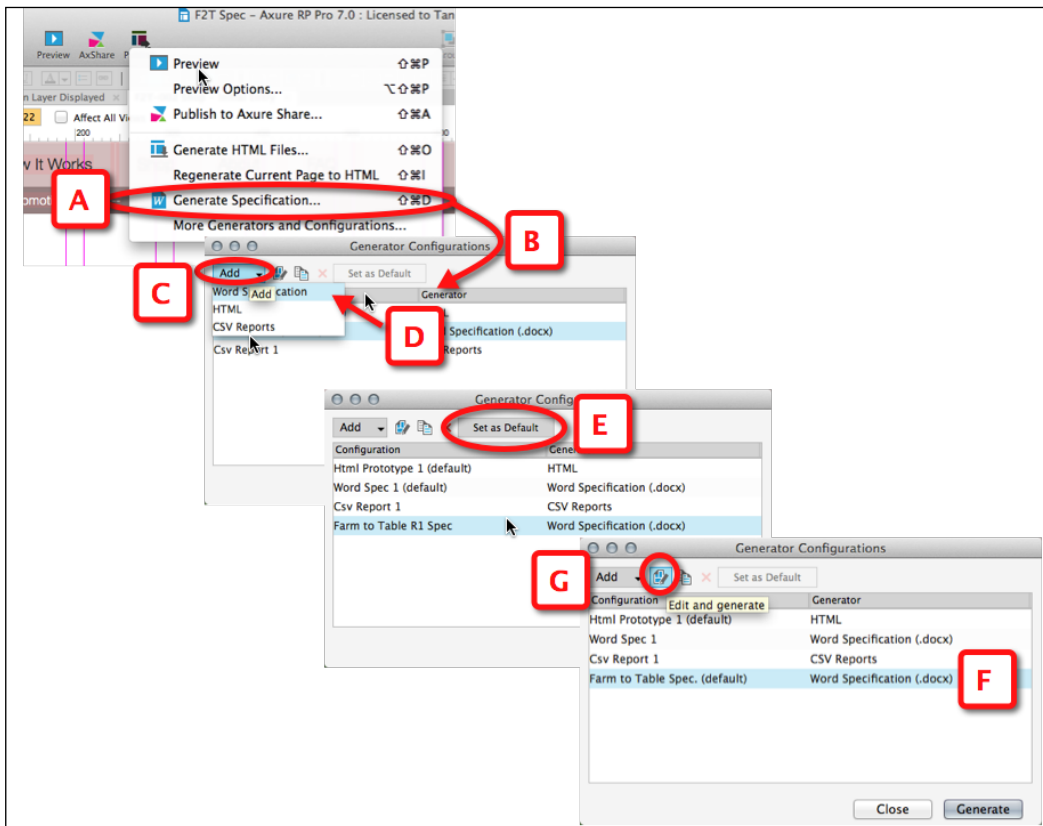 F2T Spec – Axure RP Pro 7.0 : Licensed to Tan
Preview AxShare P
Preview ⇧⌘P
Preview Options... ⌥⇧⌘P
n Layer Displayed
Publish to Axure Share... ⇧⌘A
22 Affect All Vi
200
Generate HTML Files... ⇧⌘O
w It Works
Regenerate Current Page to HTML ⇧⌘I
A
omot
Generate Specification... ⇧⌘D
More Generators and Configurations...
B
Generator Configurations
C
Add Set as Default
Word S cation Add Generator
HTML L
D
CSV Reports Specification (.docx)
Csv Report 1 Reports
Generator Config
E
Add Set as Default
Configuration Gene
Html Prototype 1 (default) HTML
Word Spec 1 (default) Word Specification (.docx)
Csv Report 1 CSV Reports
Farm to Table R1 Spec Word Specification (.docx)
Generator Configurations
G
Add Set as Default
Configuration Edit and generate Generator
Html Prototype 1 (default) HTML
Word Spec 1 Word Specification (.docx)
Csv Report 1 CSV Reports
Farm to Table Spec. (default) Word Specification (.docx)
F
Close Generate